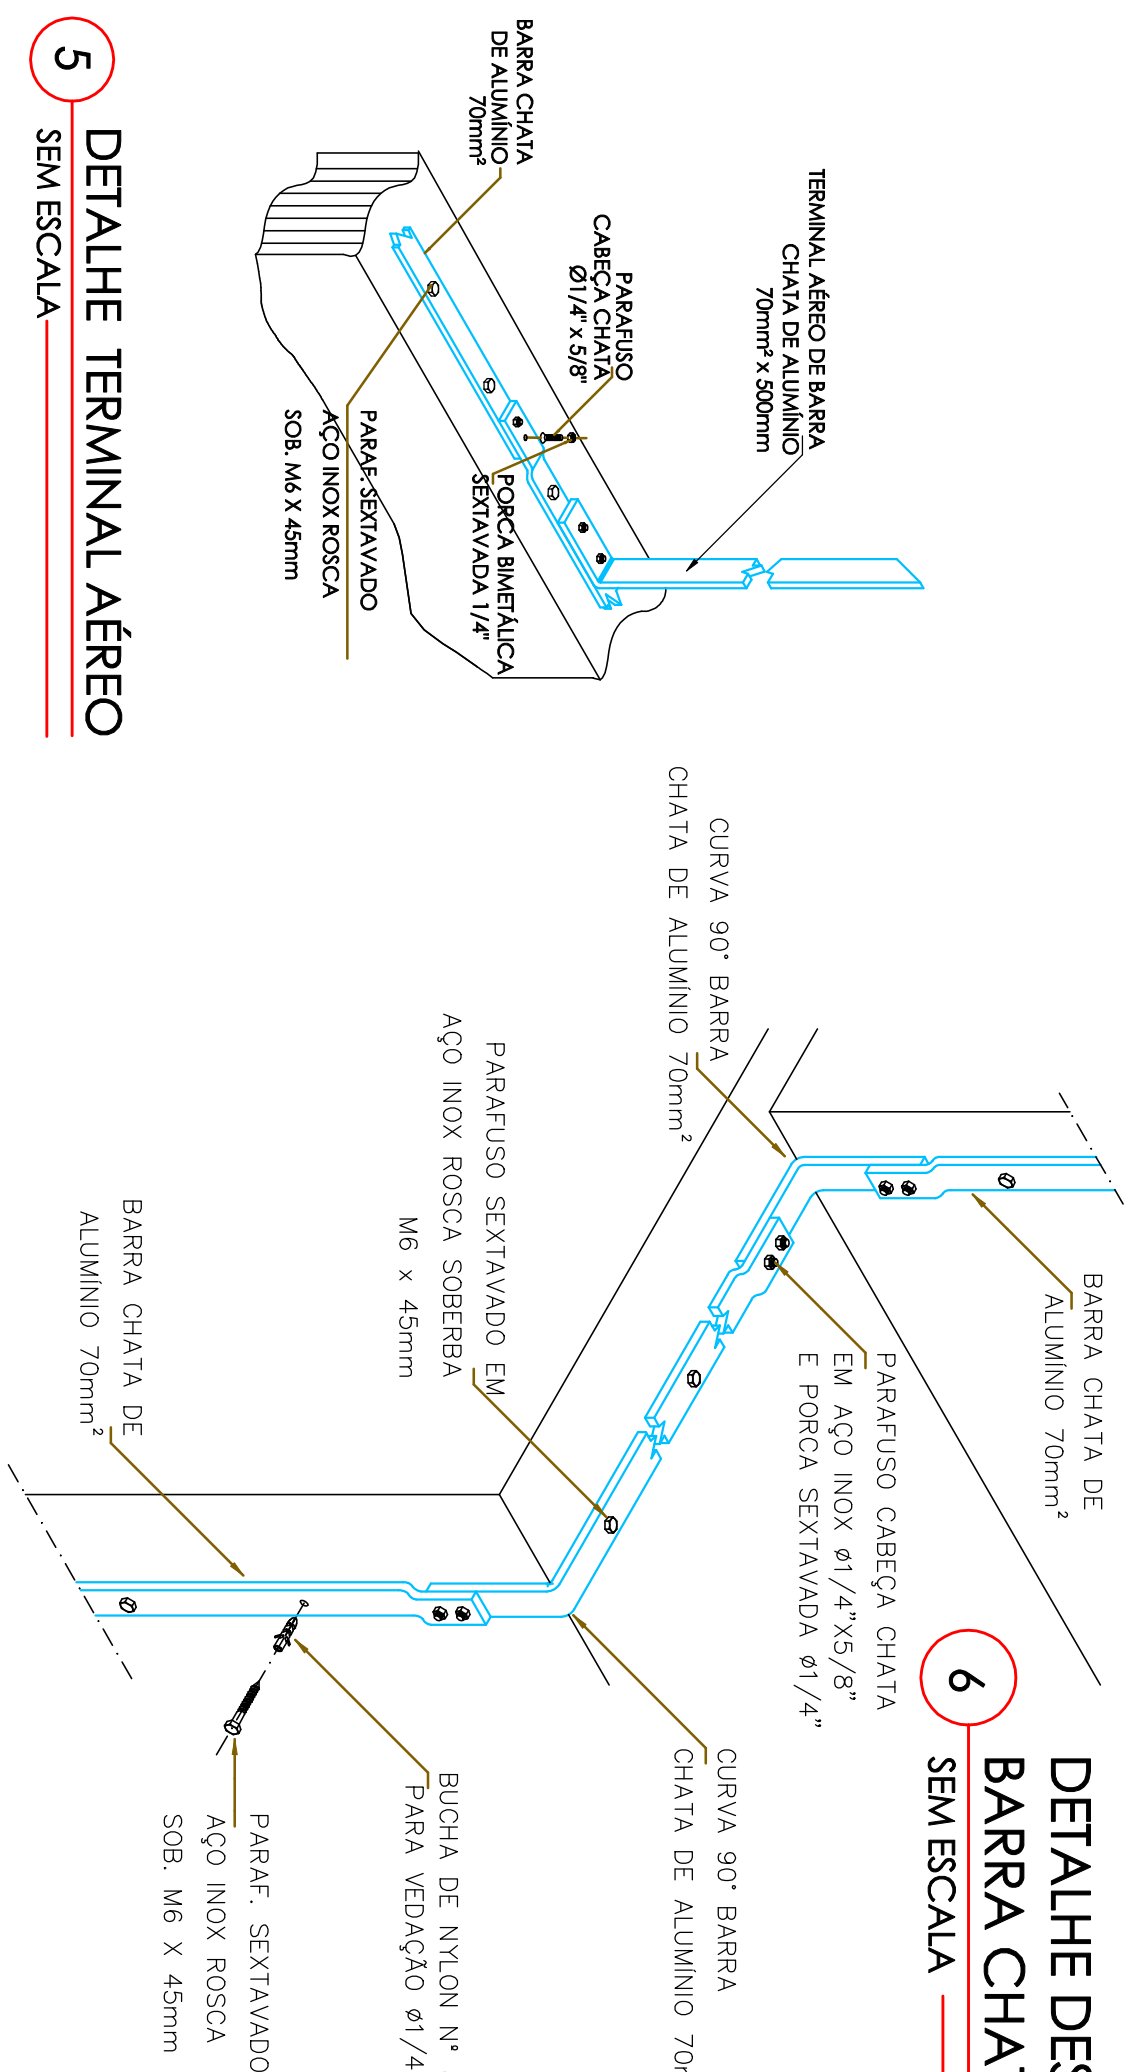 BARRA CHATA
DE ALUMÍNIO
70mm²
TERMINAL AÉREO DE BARRA
CHATA DE ALUMÍNIO
70mm² x 500mm
PARAFUSO
CABEÇA CHATA
Ø1/4" x 5/8"
PORCA BIMETÁLICA
SEXTAVADA 1/4"
PARAF. SEXTAVADO
AÇO INOX ROSCA
SOB. M6 X 45mm
5
DETALHE TERMINAL AÉREO
SEM ESCALA
CURVA 90° BARRA
CHATA DE ALUMÍNIO 70mm²
BARRA CHATA DE
ALUMÍNIO 70mm²
PARAFUSO SEXTAVADO EM
AÇO INOX ROSCA SOBERBA
M6 x 45mm
PARAFUSO CABEÇA CHATA
EM AÇO INOX Ø1/4"X5/8"
E PORCA SEXTAVADA Ø1/4"
BARRA CHATA DE
ALUMÍNIO 70mm²
CURVA 90° BARRA
CHATA DE ALUMÍNIO
BUCHA DE NYLON N°
PARA VEDAÇÃO Ø1/4
PARAF. SEXTAVADO
AÇO INOX ROSCA
SOB. M6 X 45mm
6
DETALHE
BARRA
SEM ESCALA